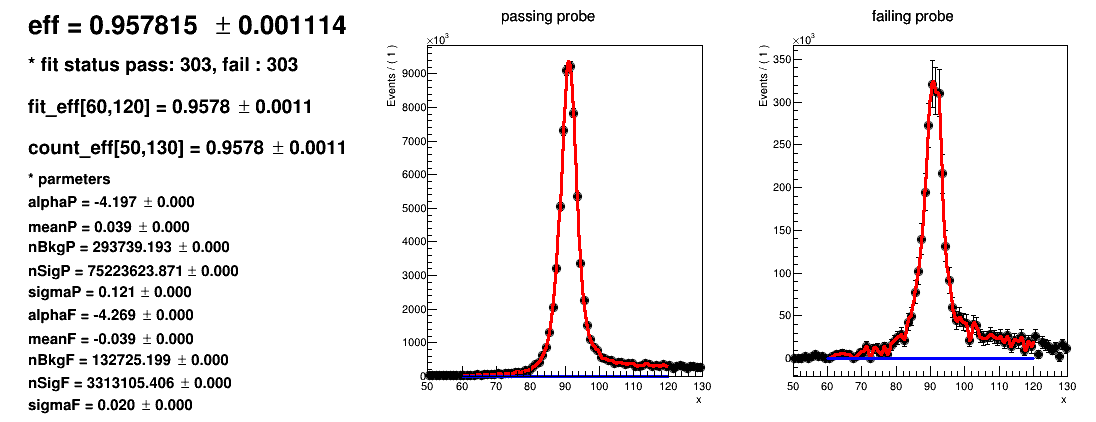 eff = 0.957815 ± 0.001114
* fit status pass: 303, fail : 303
fit_eff[60,120] = 0.9578 ± 0.0011
count_eff[50,130] = 0.9578 ± 0.0011
* parmeters
alphaP = -4.197 ± 0.000
meanP = 0.039 ± 0.000
nBkgP = 293739.193 ± 0.000
nSigP = 75223623.871 ± 0.000
sigmaP = 0.121 ± 0.000
alphaF = -4.269 ± 0.000
meanF = -0.039 ± 0.000
nBkgF = 132725.199 ± 0.000
nSigF = 3313105.406 ± 0.000
sigmaF = 0.020 ± 0.000
passing probe
×10³
Events / ( 1 )
9000
8000
7000
6000
5000
4000
3000
2000
1000
0
50 60 70 80 90 100 110 120 130
x
failing probe
×10³
Events / ( 1 )
350
300
250
200
150
100
50
0
50 60 70 80 90 100 110 120 130
x